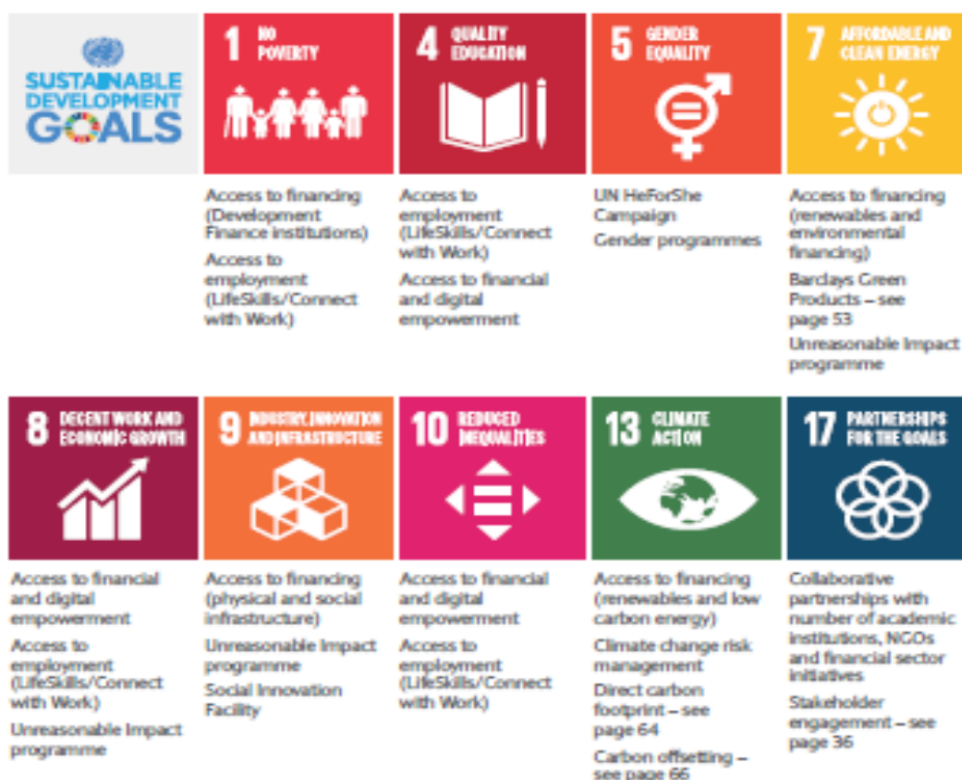 SUSTAINABLE
DEVELOPMENT
GOALS
1 NO
POVERTY
Access to financing
(Development
Finance institutions)
Access to
employment
(LifeSkills/Connect
with Work)
4 QUALITY
EDUCATION
Access to
employment
(LifeSkills/Connect
with Work)
Access to financial
and digital
empowerment
5 GENDER
EQUALITY
UN HeForShe
Campaign
Gender programmes
7 AFFORDABLE AND
CLEAN ENERGY
Access to financing
(renewables and
environmental
financing)
Barclays Green
Products – see
page 53
Unreasonable Impact
programme
8 DECENT WORK AND
ECONOMIC GROWTH
Access to financial
and digital
empowerment
Access to
employment
(LifeSkills/Connect
with Work)
Unreasonable Impact
programme
9 INDUSTRY, INNOVATION
AND INFRASTRUCTURE
Access to financing
(physical and social
infrastructure)
Unreasonable Impact
programme
Social Innovation
Facility
10 REDUCED
INEQUALITIES
Access to financial
and digital
empowerment
Access to
employment
(LifeSkills/Connect
with Work)
13 CLIMATE
ACTION
Access to financing
(renewables and low
carbon energy)
Climate change risk
management
Direct carbon
footprint – see
page 64
Carbon offsetting –
see page 66
17 PARTNERSHIPS
FOR THE GOALS
Collaborative
partnerships with
number of academic
institutions, NGOs
and financial sector
initiatives
Stakeholder
engagement – see
page 36